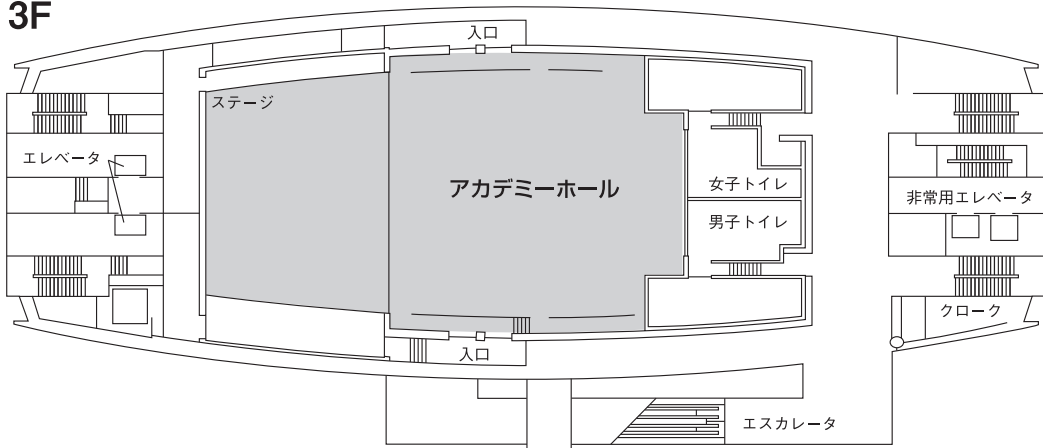 3F
入口
ステージ
エレベータ
アカデミーホール
女子トイレ
非常用エレベータ
男子トイレ
クローク
入口
エスカレータ